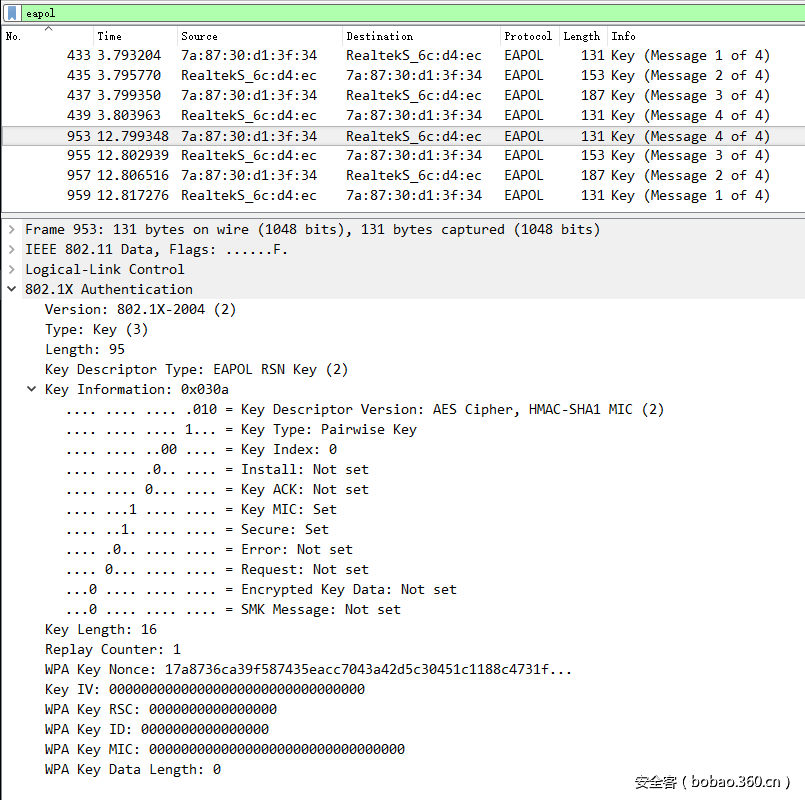 eapol
No. Time Source Destination Protocol Length Info
433 3.793204 7a:87:30:d1:3f:34 RealtekS_6c:d4:ec EAPOL 131 Key (Message 1 of 4)
435 3.795770 RealtekS_6c:d4:ec 7a:87:30:d1:3f:34 EAPOL 153 Key (Message 2 of 4)
437 3.799350 7a:87:30:d1:3f:34 RealtekS_6c:d4:ec EAPOL 187 Key (Message 3 of 4)
439 3.803963 RealtekS_6c:d4:ec 7a:87:30:d1:3f:34 EAPOL 131 Key (Message 4 of 4)
953 12.799348 7a:87:30:d1:3f:34 RealtekS_6c:d4:ec EAPOL 131 Key (Message 4 of 4)
955 12.802939 RealtekS_6c:d4:ec 7a:87:30:d1:3f:34 EAPOL 153 Key (Message 3 of 4)
957 12.806516 7a:87:30:d1:3f:34 RealtekS_6c:d4:ec EAPOL 187 Key (Message 2 of 4)
959 12.817276 RealtekS_6c:d4:ec 7a:87:30:d1:3f:34 EAPOL 131 Key (Message 1 of 4)
Frame 953: 131 bytes on wire (1048 bits), 131 bytes captured (1048 bits)
IEEE 802.11 Data, Flags: ......F.
Logical-Link Control
802.1X Authentication
Version: 802.1X-2004 (2)
Type: Key (3)
Length: 95
Key Descriptor Type: EAPOL RSN Key (2)
Key Information: 0x030a
.... .... .... .010 = Key Descriptor Version: AES Cipher, HMAC-SHA1 MIC (2)
.... .... .... 1... = Key Type: Pairwise Key
.... .... ..00 .... = Key Index: 0
.... .... .0.. .... = Install: Not set
.... .... 0... .... = Key ACK: Not set
.... ...1 .... .... = Key MIC: Set
.... ..1. .... .... = Secure: Set
.... .0.. .... .... = Error: Not set
.... 0... .... .... = Request: Not set
...0 .... .... .... = Encrypted Key Data: Not set
...0 .... .... .... = SMK Message: Not set
Key Length: 16
Replay Counter: 1
WPA Key Nonce: 17a8736ca39f587435eacc7043a42d5c30451c1188c4731f...
Key IV: 00000000000000000000000000000000
WPA Key RSC: 0000000000000000
WPA Key ID: 0000000000000000
WPA Key MIC: 00000000000000000000000000000000
WPA Key Data Length: 0
安全客 ( bobao.360.cn )